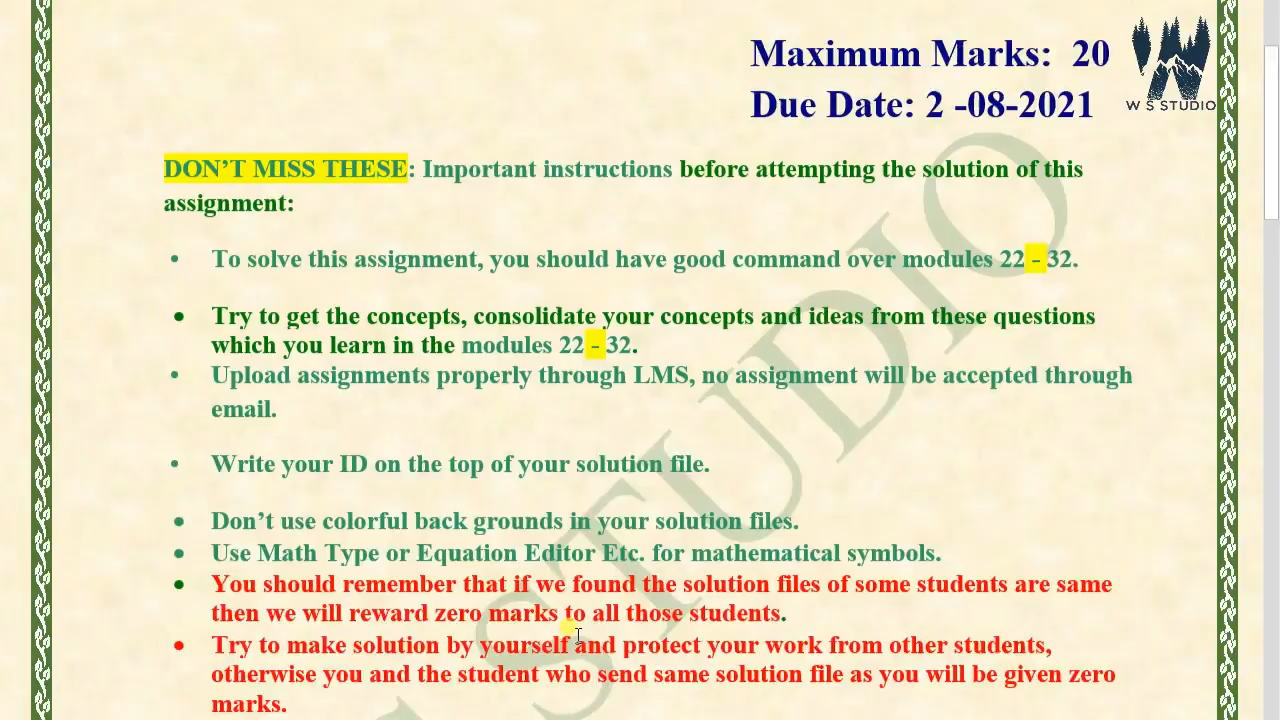 Maximum Marks: 20
Due Date: 2 -08-2021
W S STUDIO
DON'T MISS THESE: Important instructions before attempting the solution of this
assignment:
• To solve this assignment, you should have good command over modules 22 - 32.
• Try to get the concepts, consolidate your concepts and ideas from these questions
which you learn in the modules 22 - 32.
• Upload assignments properly through LMS, no assignment will be accepted through
email.
• Write your ID on the top of your solution file.
• Don't use colorful back grounds in your solution files.
• Use Math Type or Equation Editor Etc. for mathematical symbols.
• You should remember that if we found the solution files of some students are same
then we will reward zero marks to all those students.
• Try to make solution by yourself and protect your work from other students,
otherwise you and the student who send same solution file as you will be given zero
marks.
S STUDIO